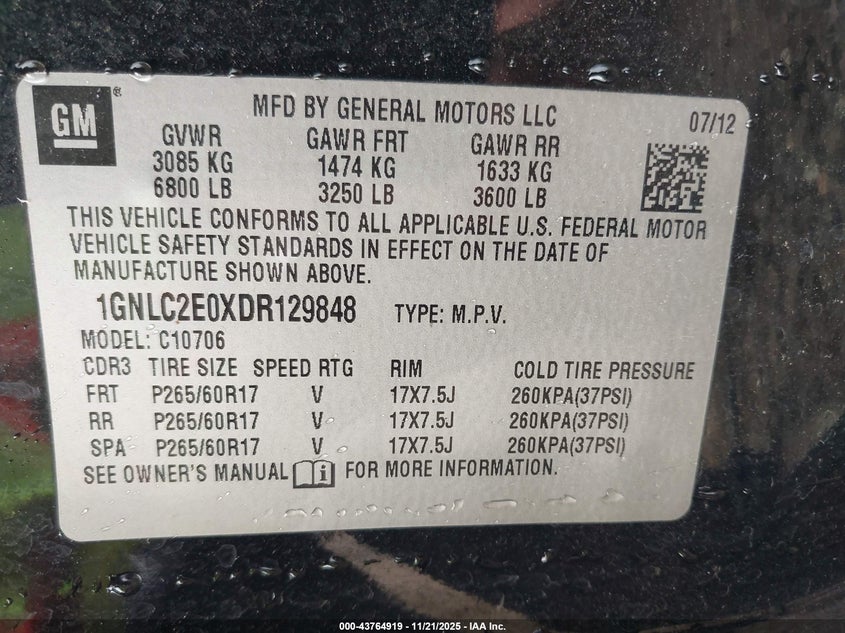 GM®
MFD BY GENERAL MOTORS LLC
07/12
GVWR GAWR FRT GAWR RR
3085 KG 1474 KG 1633 KG
6800 LB 3250 LB 3600 LB
THIS VEHICLE CONFORMS TO ALL APPLICABLE U.S. FEDERAL MOTOR
VEHICLE SAFETY STANDARDS IN EFFECT ON THE DATE OF
MANUFACTURE SHOWN ABOVE.
1GNLC2E0XDR129848 TYPE: M.P.V.
MODEL: C10706
CDR3 TIRE SIZE SPEED RTG RIM COLD TIRE PRESSURE
FRT P265/60R17 V 17X7.5J 260KPA(37PSI)
RR P265/60R17 V 17X7.5J 260KPA(37PSI)
SPA P265/60R17 V 17X7.5J 260KPA(37PSI)
SEE OWNER'S MANUAL i FOR MORE INFORMATION.
000-43764919 - 11/21/2025 - IAA Inc.